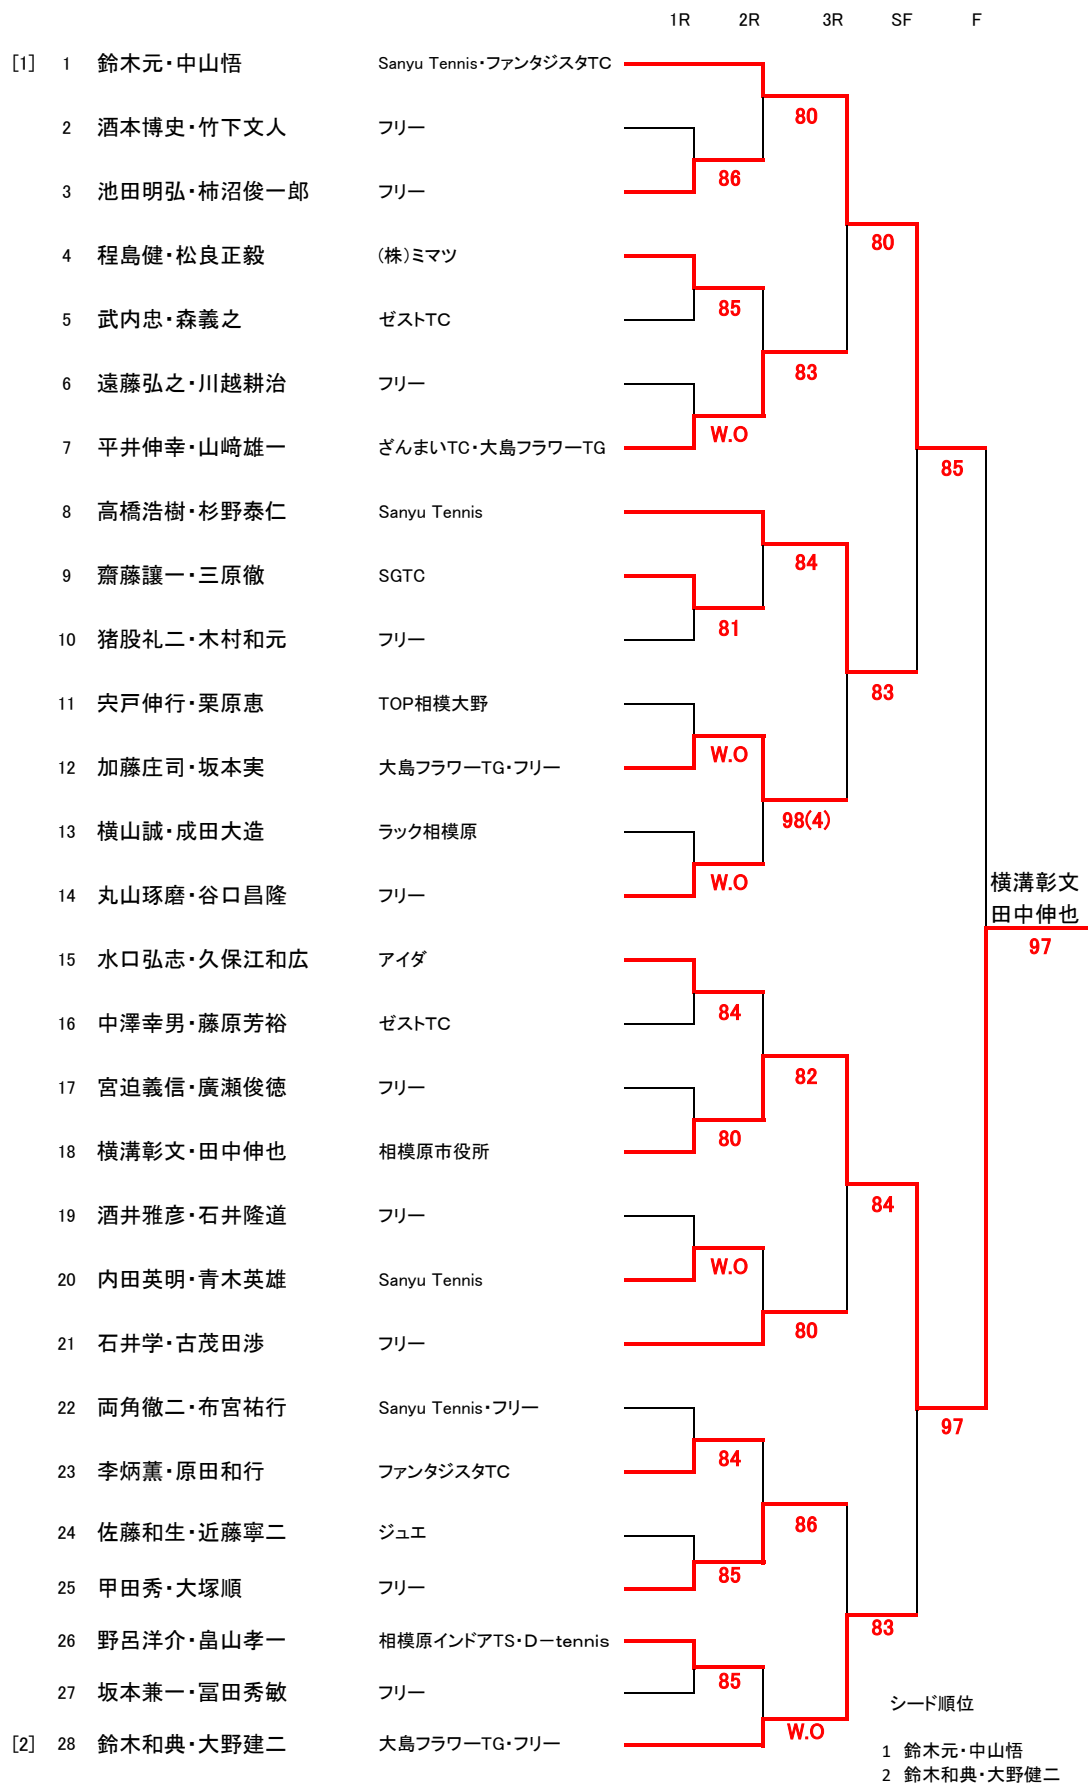 1R 2R 3R SF F
[1] 1 鈴木元・中山悟 Sanyu Tennis・ファンタジスタTC
80
2 酒本博史・竹下文人 フリー
86
3 池田明弘・柿沼俊一郎 フリー
80
4 程島健・松良正毅 (株)ミマツ
85
5 武内忠・森義之 ゼストTC
83
6 遠藤弘之・川越耕治 フリー
W.O
7 平井伸幸・山﨑雄一 ざんまいTC・大島フラワーTG
85
8 高橋浩樹・杉野泰仁 Sanyu Tennis
84
9 齋藤讓一・三原徹 SGTC
81
10 猪股礼二・木村和元 フリー
83
11 宍戸伸行・栗原恵 TOP相模大野
W.O
12 加藤庄司・坂本実 大島フラワーTG・フリー
98(4)
13 横山誠・成田大造 ラック相模原
W.O
14 丸山琢磨・谷口昌隆 フリー
横溝彰文
田中伸也
97
15 水口弘志・久保江和広 アイダ
84
16 中澤幸男・藤原芳裕 ゼストTC
82
17 宮迫義信・廣瀬俊徳 フリー
80
18 横溝彰文・田中伸也 相模原市役所
84
19 酒井雅彦・石井隆道 フリー
W.O
20 内田英明・青木英雄 Sanyu Tennis
80
21 石井学・古茂田渉 フリー
22 両角徹二・布宮祐行 Sanyu Tennis・フリー
97
84
23 李炳薫・原田和行 ファンタジスタTC
86
24 佐藤和生・近藤寧二 ジュエ
85
25 甲田秀・大塚順 フリー
83
26 野呂洋介・畠山孝一 相模原インドアTS・D－tennis
85
27 坂本兼一・冨田秀敏 フリー
シード順位
W.O
[2] 28 鈴木和典・大野建二 大島フラワーTG・フリー
1 鈴木元・中山悟
2 鈴木和典・大野健二